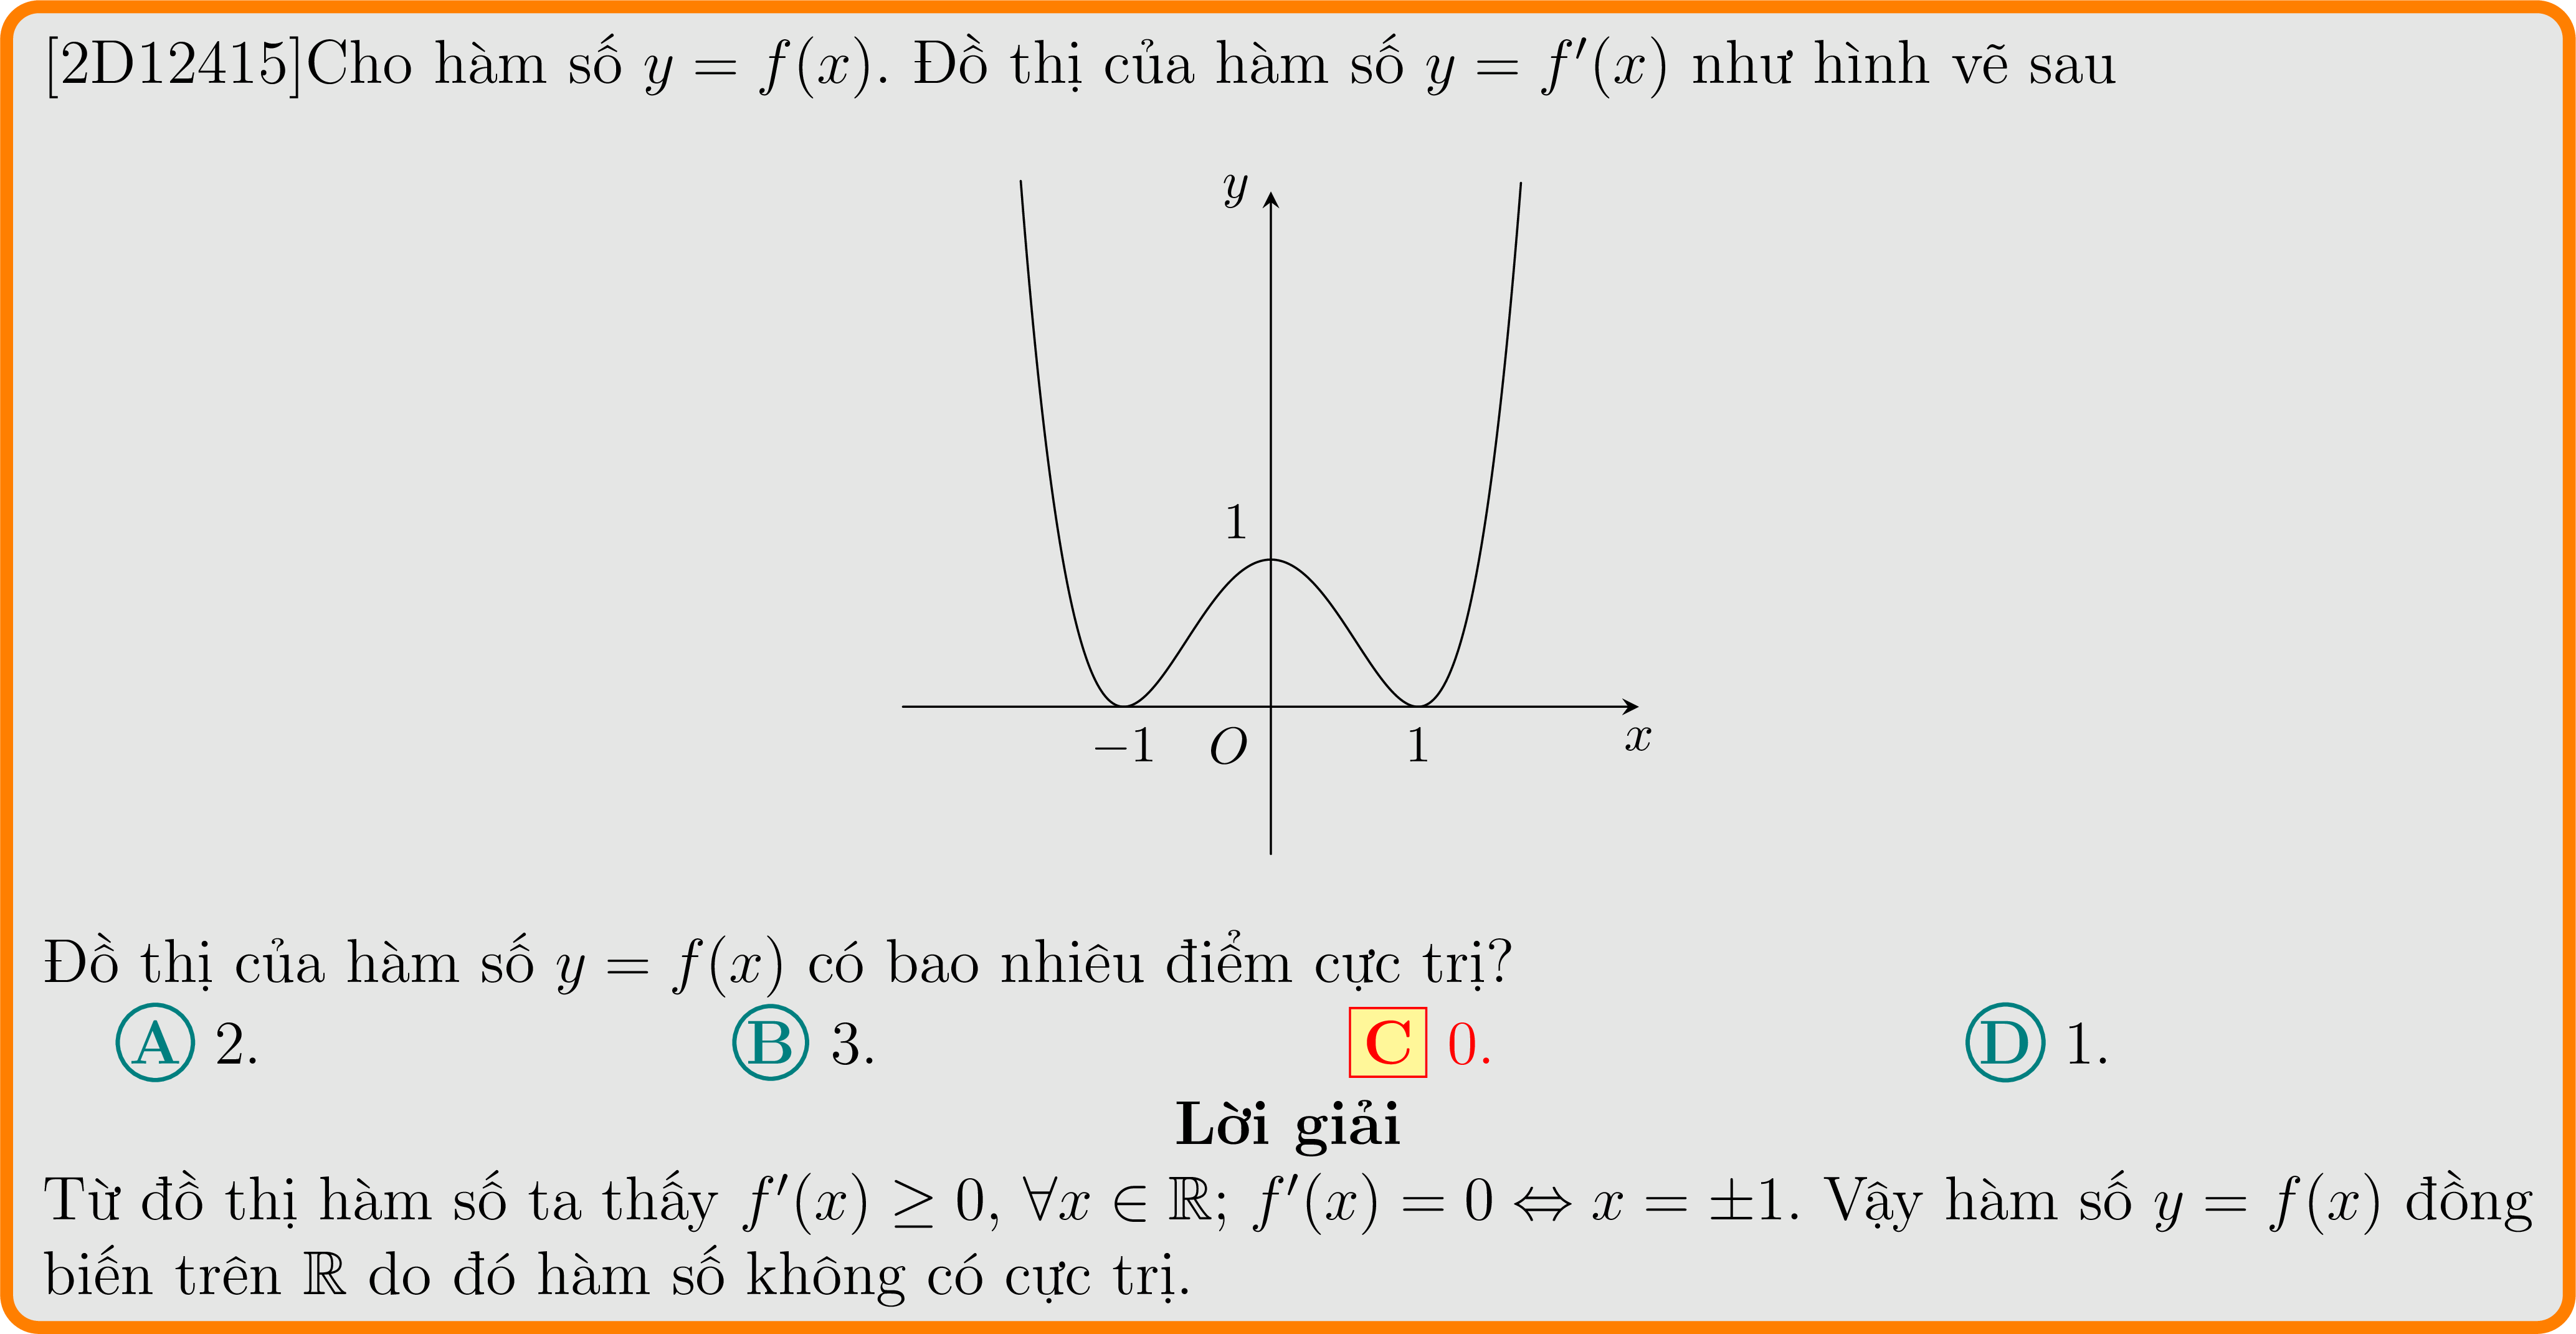 [2D12415]Cho hàm số y = f(x). Đồ thị của hàm số y = f′(x) như hình vẽ sau
y
1
−1 O 1 x
Đồ thị của hàm số y = f(x) có bao nhiêu điểm cực trị?
A 2. B 3. C 0. D 1.
Lời giải
Từ đồ thị hàm số ta thấy f′(x) ≥ 0, ∀x ∈ ℝ; f′(x) = 0 ⇔ x = ±1. Vậy hàm số y = f(x) đồng
biến trên ℝ do đó hàm số không có cực trị.